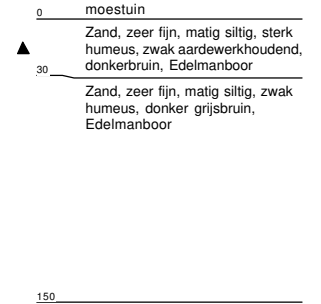 0 moestuin
Zand, zeer fijn, matig siltig, sterk
humeus, zwak aardewerkhoudend,
donkerbruin, Edelmanboor
30
Zand, zeer fijn, matig siltig, zwak
humeus, donker grijsbruin,
Edelmanboor
150